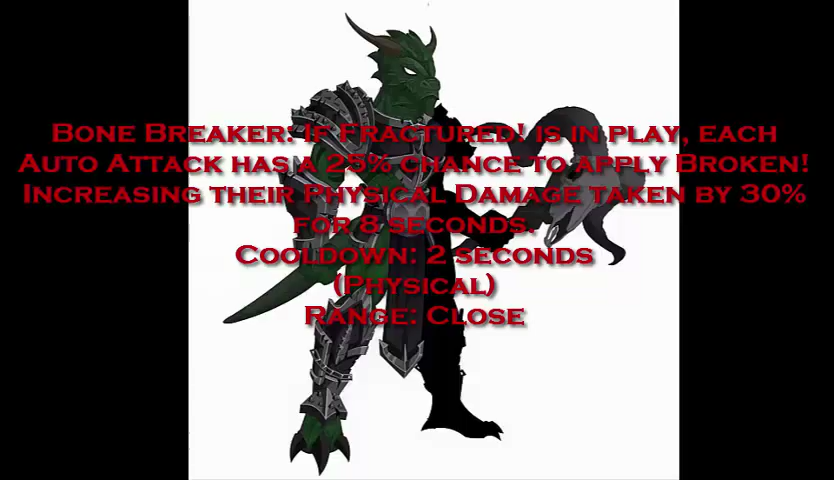 Bone Breaker: If Fractured! is in play, each
Auto Attack has a 25% chance to apply Broken!
Increasing their Physical Damage taken by 30%
for 8 seconds.
Cooldown: 2 seconds
(Physical)
Range: Close